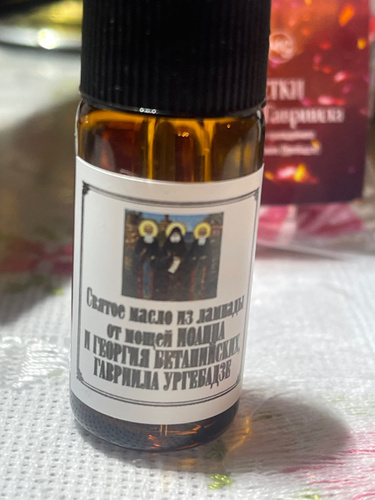 Святое масло из лампады
от мощей ИОАННА
И ГЕОРГИЯ БЕТАНИЙСКИХ,
ГАВРИИЛА УРГЕБАДЗЕ